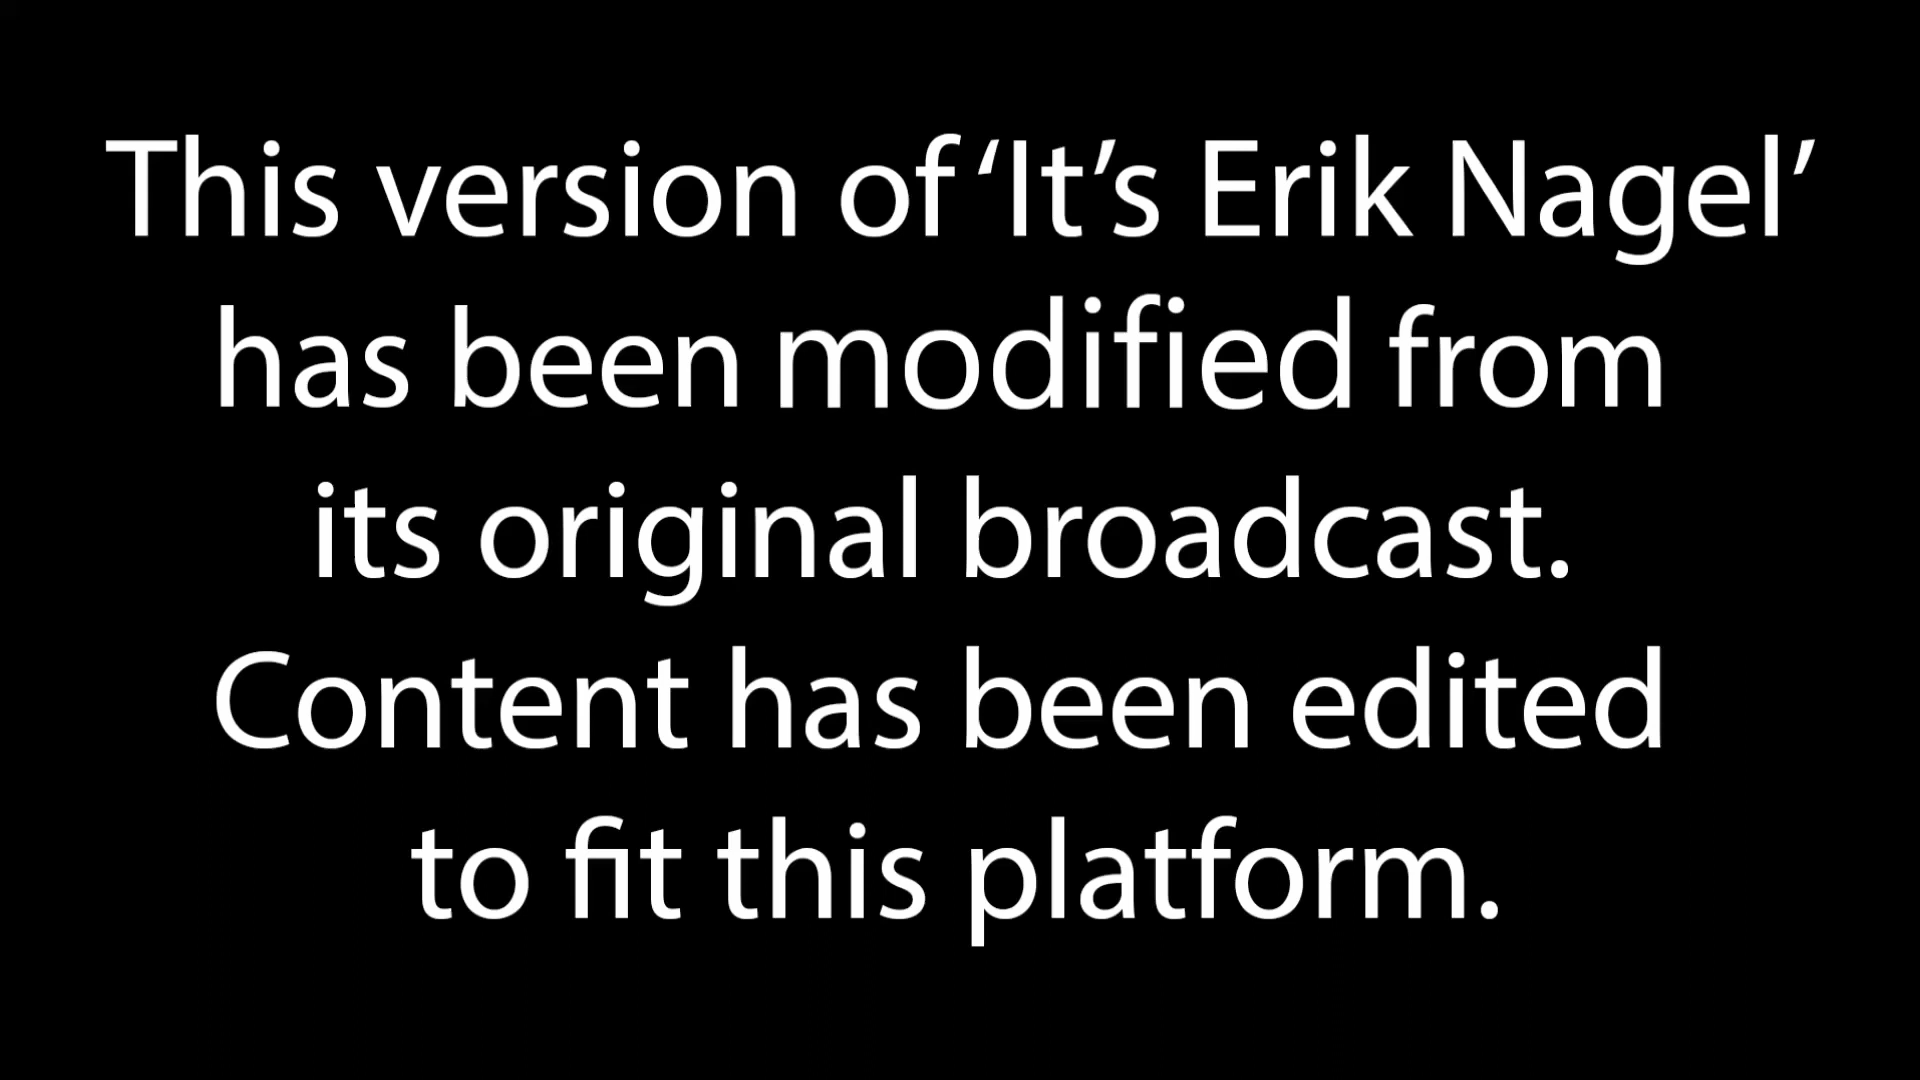 This version of ‘It’s Erik Nagel’
has been modified from
its original broadcast.
Content has been edited
to fit this platform.